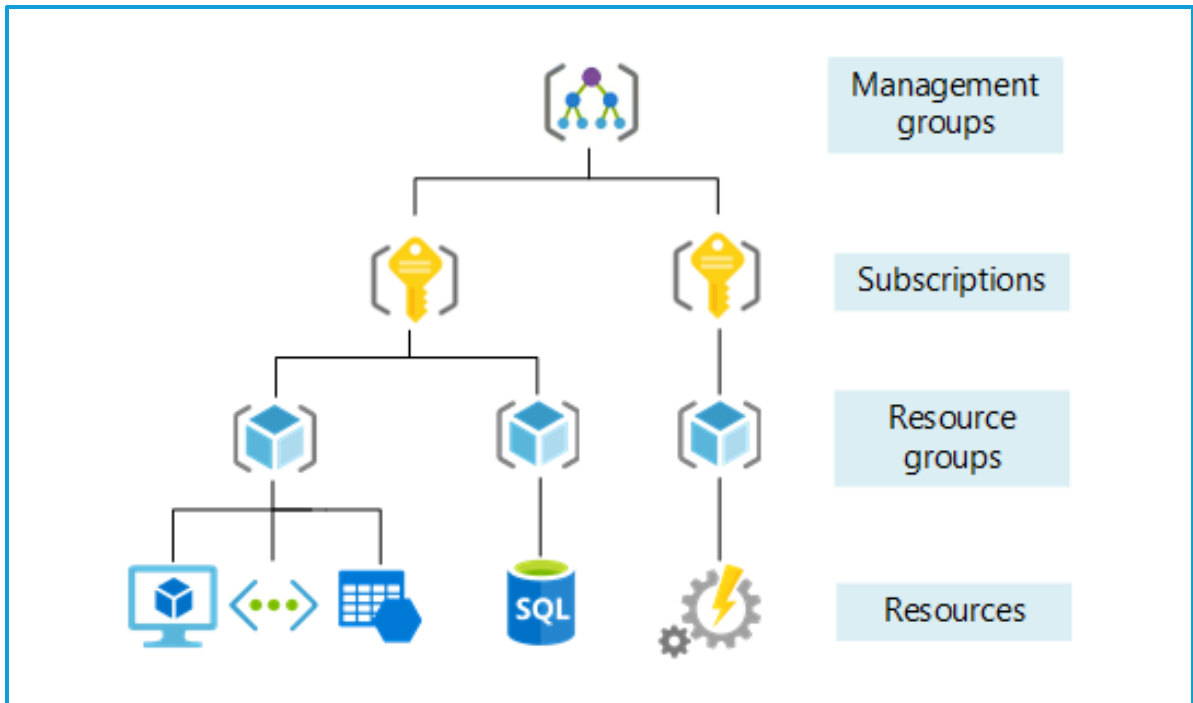 Management
groups
Subscriptions
Resource
groups
SQL
Resources